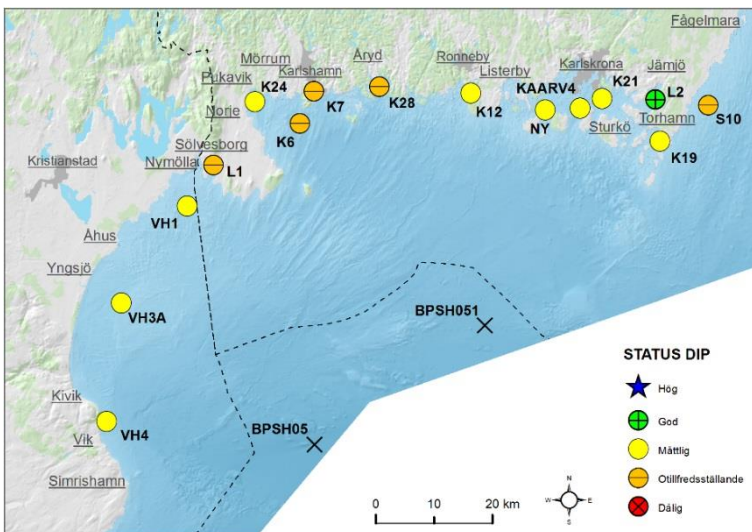 Fågelmara
Mörrum
Åryd
Ronneby
Karlskrona
Jämjö
Pukavik
K24
Karlshamn
Listerby
KAARV4
K21
L2
Norie
K7
K28
K12
NY
Sturkö
Torhamn
S10
K6
K19
Sölvesborg
Kristianstad
Nymölla
L1
VH1
Åhus
Yngsjö
VH3A
BPSH051
Kivik
VH4
Vik
BPSH05
Simrishamn
STATUS DIP
Hög
God
Måttlig
Otillfredsställande
Dålig
0 10 20 km
N
W E
S